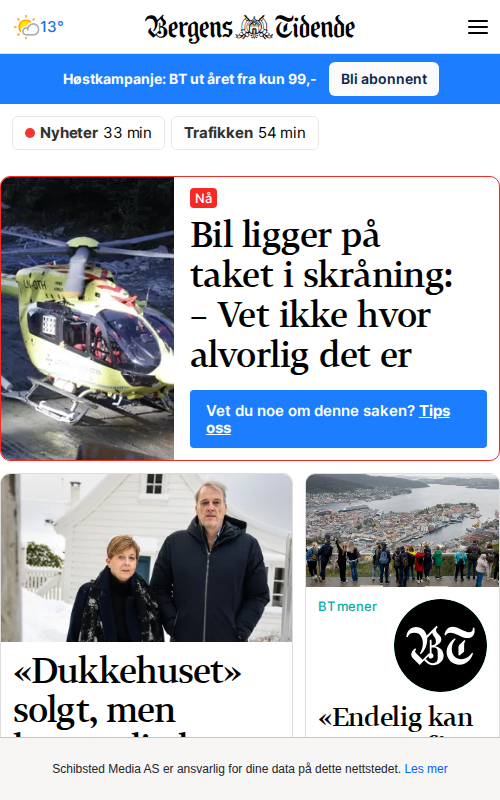 13°
Bergens Tidende
Høstkampanje: BT ut året fra kun 99,-
Bli abonnent
Nyheter 33 min
Trafikken 54 min
Nå
Bil ligger på
taket i skråning:
– Vet ikke hvor
alvorlig det er
Vet du noe om denne saken? Tips
oss
«Dukkehuset»
solgt, men
BT mener
BT
«Endelig kan
Schibsted Media AS er ansvarlig for dine data på dette nettstedet. Les mer